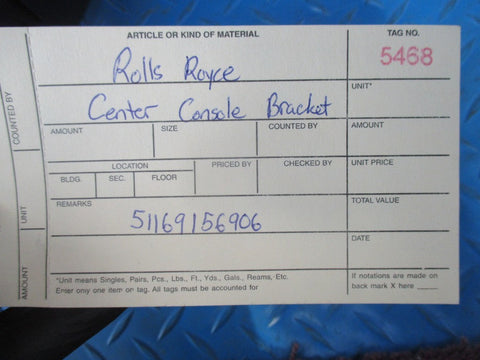 ARTICLE OR KIND OF MATERIAL
TAG NO.
Rolls Royce
5468
Center Console Bracket
UNIT*
AMOUNT
SIZE
COUNTED BY
AMOUNT
LOCATION
PRICED BY
CHECKED BY
UNIT PRICE
BLDG.
SEC.
FLOOR
REMARKS
TOTAL VALUE
51169156906
DATE
*Unit means Singles, Pairs, Pcs., Lbs., Ft., Yds., Gals., Reams, Etc.
Enter only one item or tag. All tags must be accounted for
If notations are made on
back mark X here _____
COUNTED BY
UNIT
AMOUNT